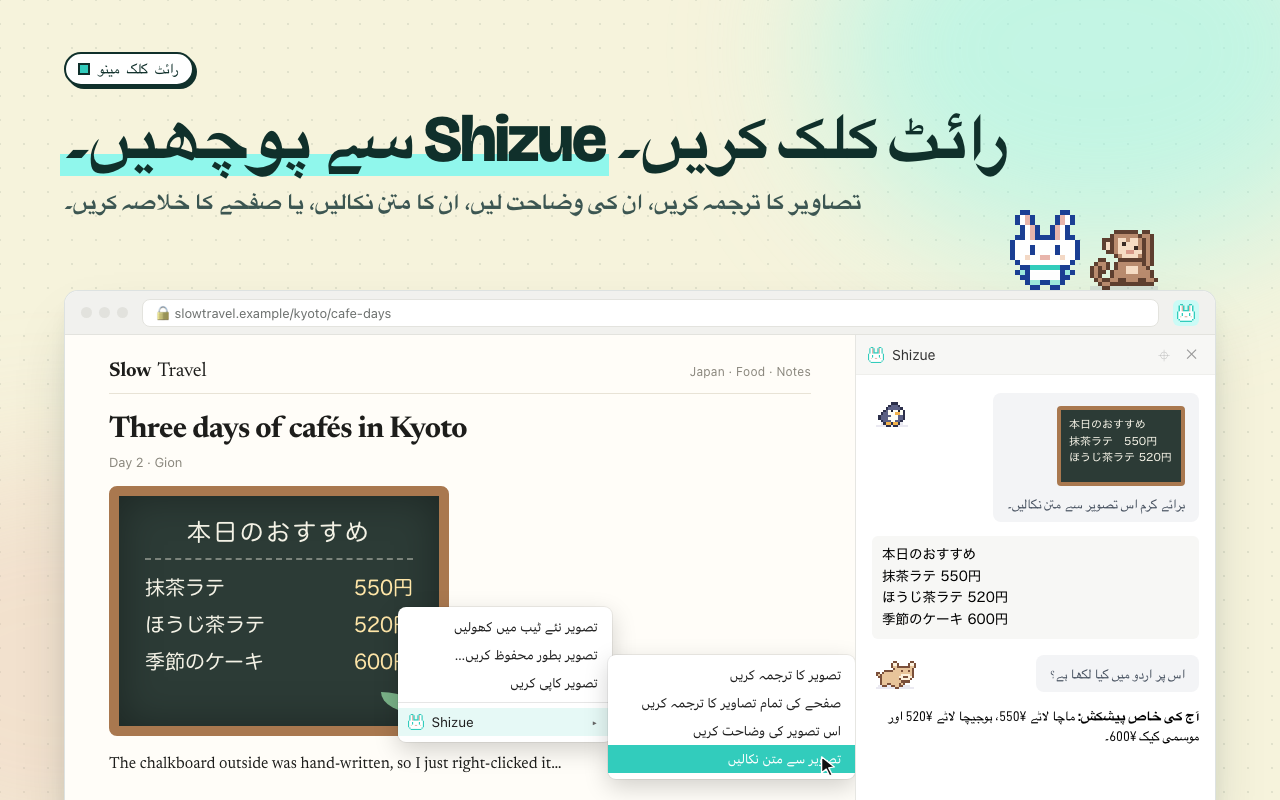 رائٹ کلک مینو
رائٹ کلک کریں۔ Shizue سے پوچھیں۔
تصاویر کا ترجمہ کریں، ان کی وضاحت لیں، ان کا متن نکالیں، یا صفحے کا خلاصہ کریں۔
slowtravel.example/kyoto/cafe-days
Slow Travel
Japan · Food · Notes
Three days of cafés in Kyoto
Day 2 · Gion
本日のおすすめ
抹茶ラテ 550円
ほうじ茶ラテ 520
季節のケーキ 600
The chalkboard outside was hand-written, so I just right-clicked it…
تصویر نئے ٹیب میں کھولیں
تصویر بطور محفوظ کریں...
تصویر کاپی کریں
Shizue
تصویر کا ترجمہ کریں
صفحے کی تمام تصاویر کا ترجمہ کریں
اس تصویر کی وضاحت کریں
تصویر سے متن نکالیں
Shizue
本日のおすすめ
抹茶ラテ 550円
ほうじ茶ラテ 520円
برائے کرم اس تصویر سے متن نکالیں۔
本日のおすすめ
抹茶ラテ 550円
ほうじ茶ラテ 520円
季節のケーキ 600円
اس پر اردو میں کیا لکھا ہے؟
آج کی خاص پیشکش: ماچا لاٹے ¥550، ہوجیچا لاٹے ¥520 اور
موسمی کیک ¥600۔